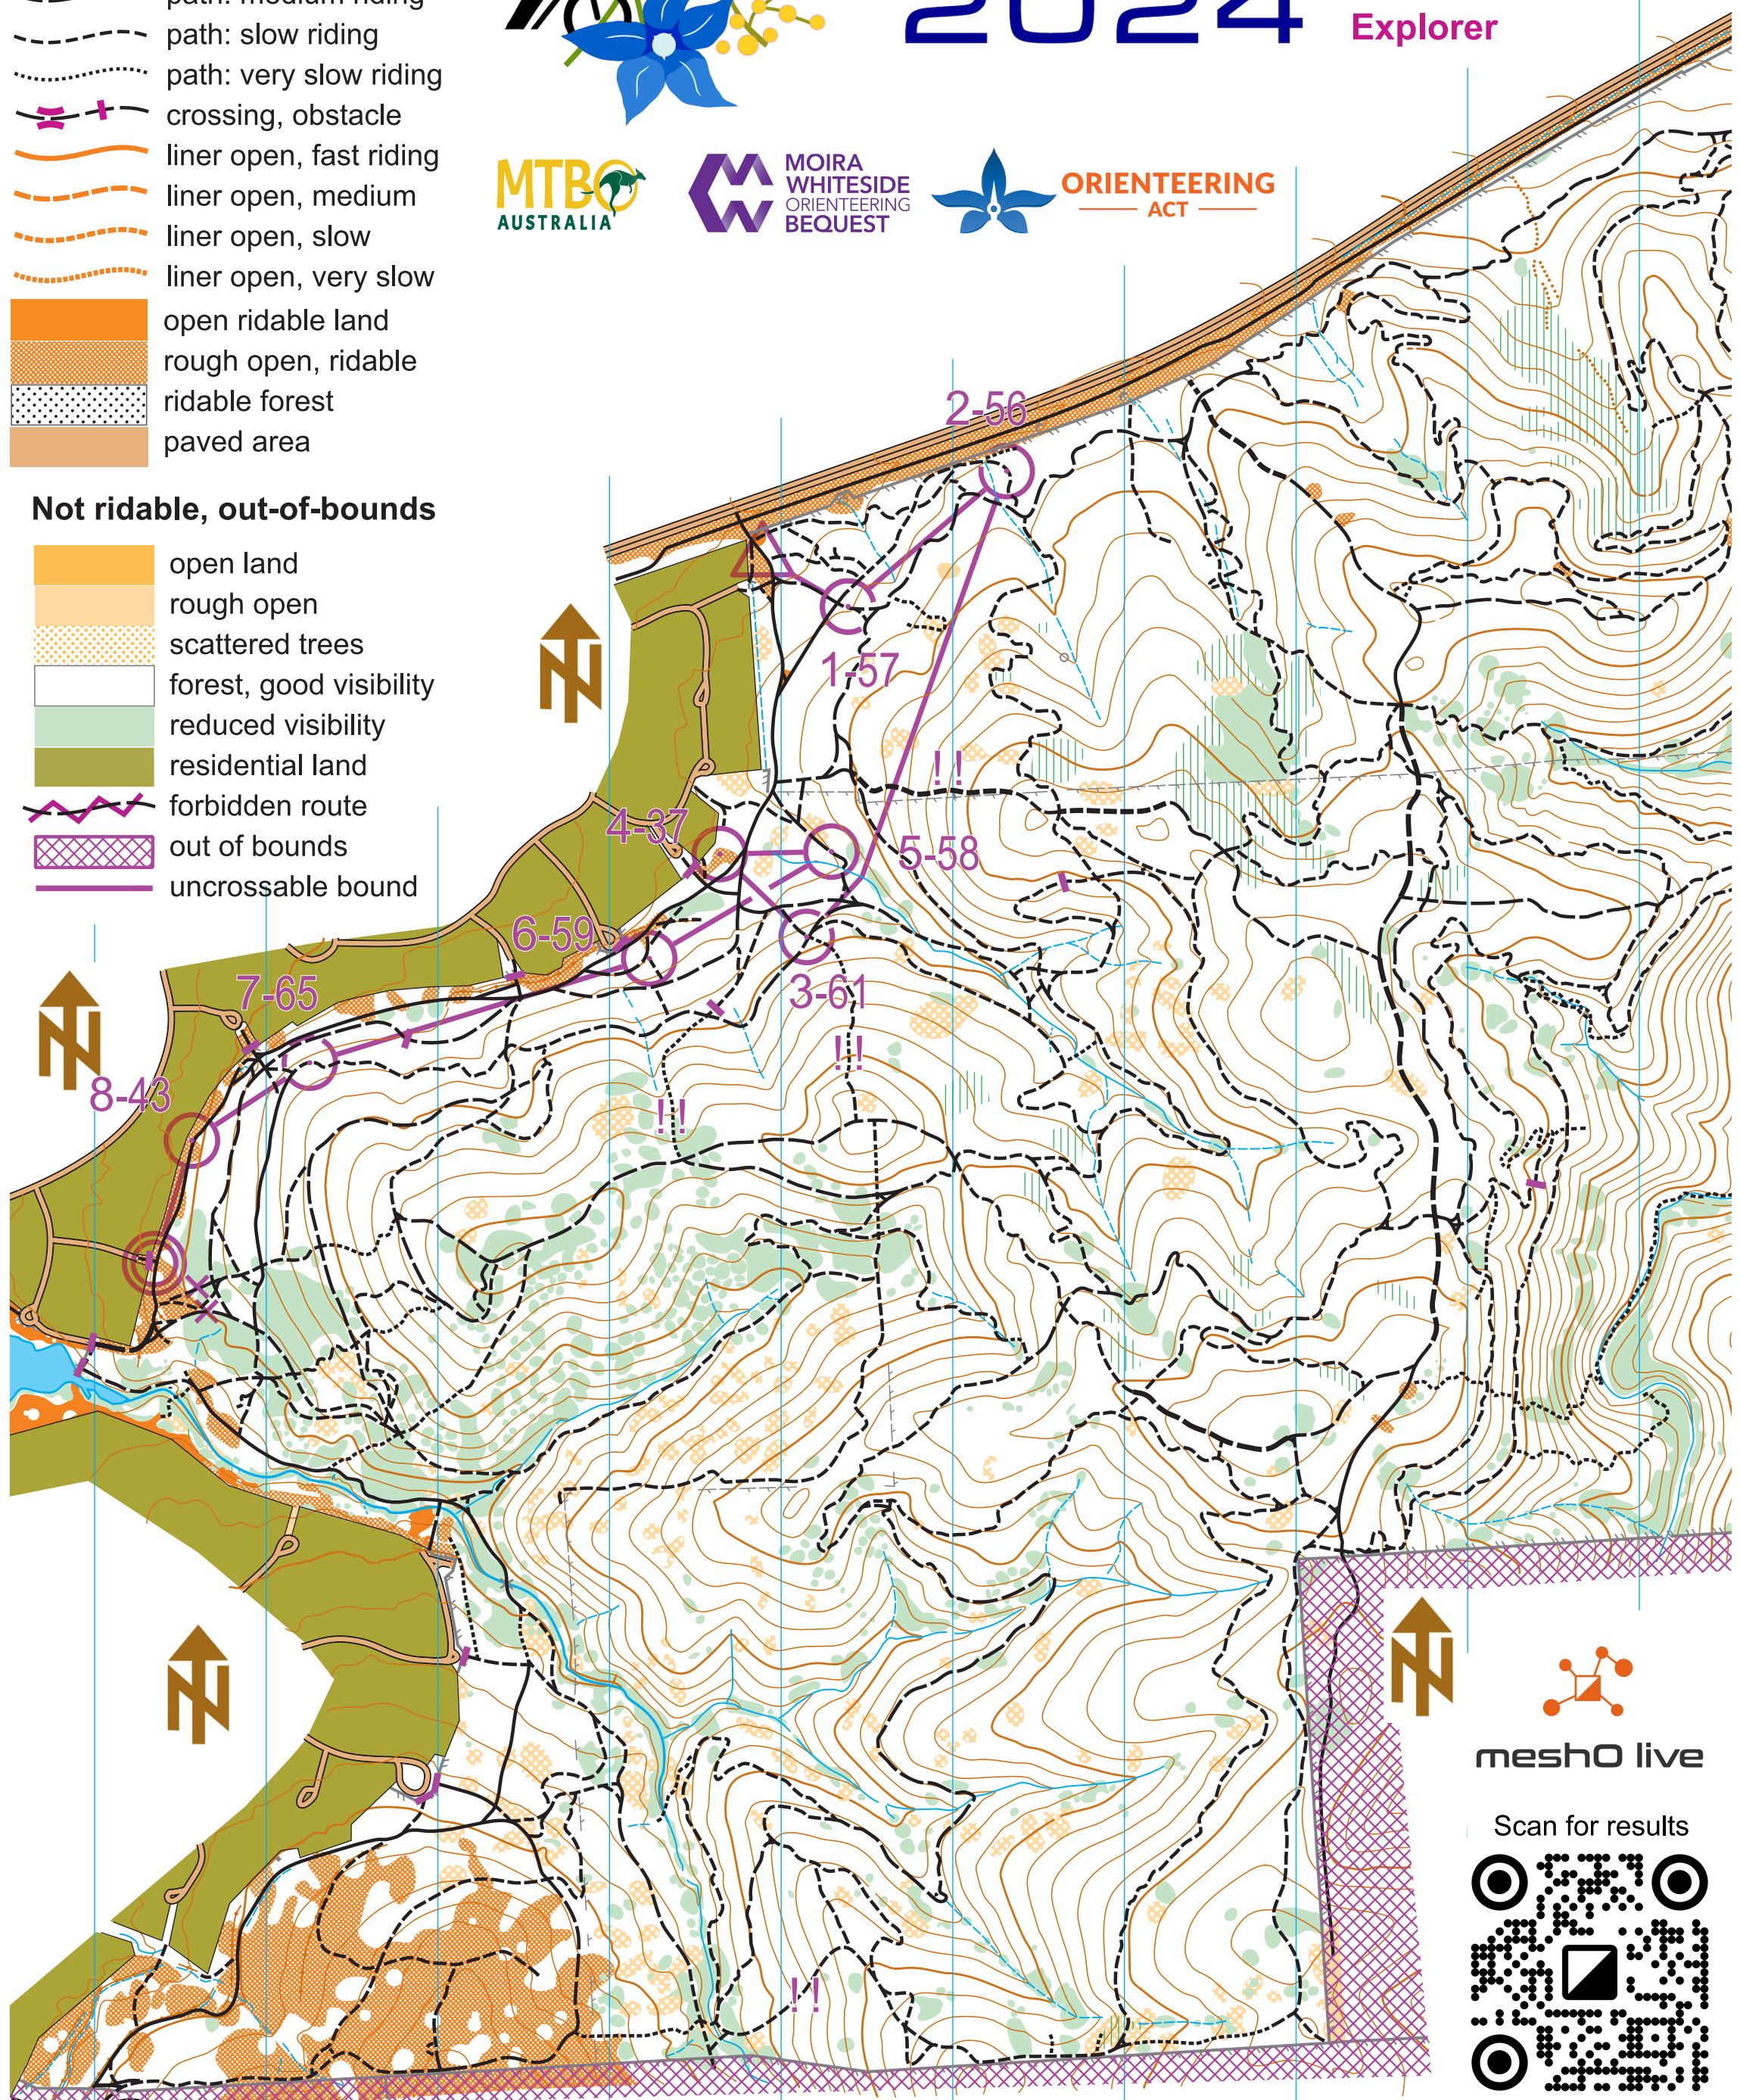 path: medium riding
path: slow riding
path: very slow riding
crossing, obstacle
liner open, fast riding
liner open, medium
liner open, slow
liner open, very slow
open ridable land
rough open, ridable
ridable forest
paved area
Not ridable, out-of-bounds
open land
rough open
scattered trees
forest, good visibility
reduced visibility
residential land
forbidden route
out of bounds
uncrossable bound
2024
Explorer
MTBO
AUSTRALIA
MOIRA
WHITESIDE
ORIENTEERING
BEQUEST
ORIENTEERING
ACT
2-56
1-57
!!
4-37
5-58
6-59
3-61
7-65
!!
8-43
!!
!!
N
N
N
N
meshO live
Scan for results